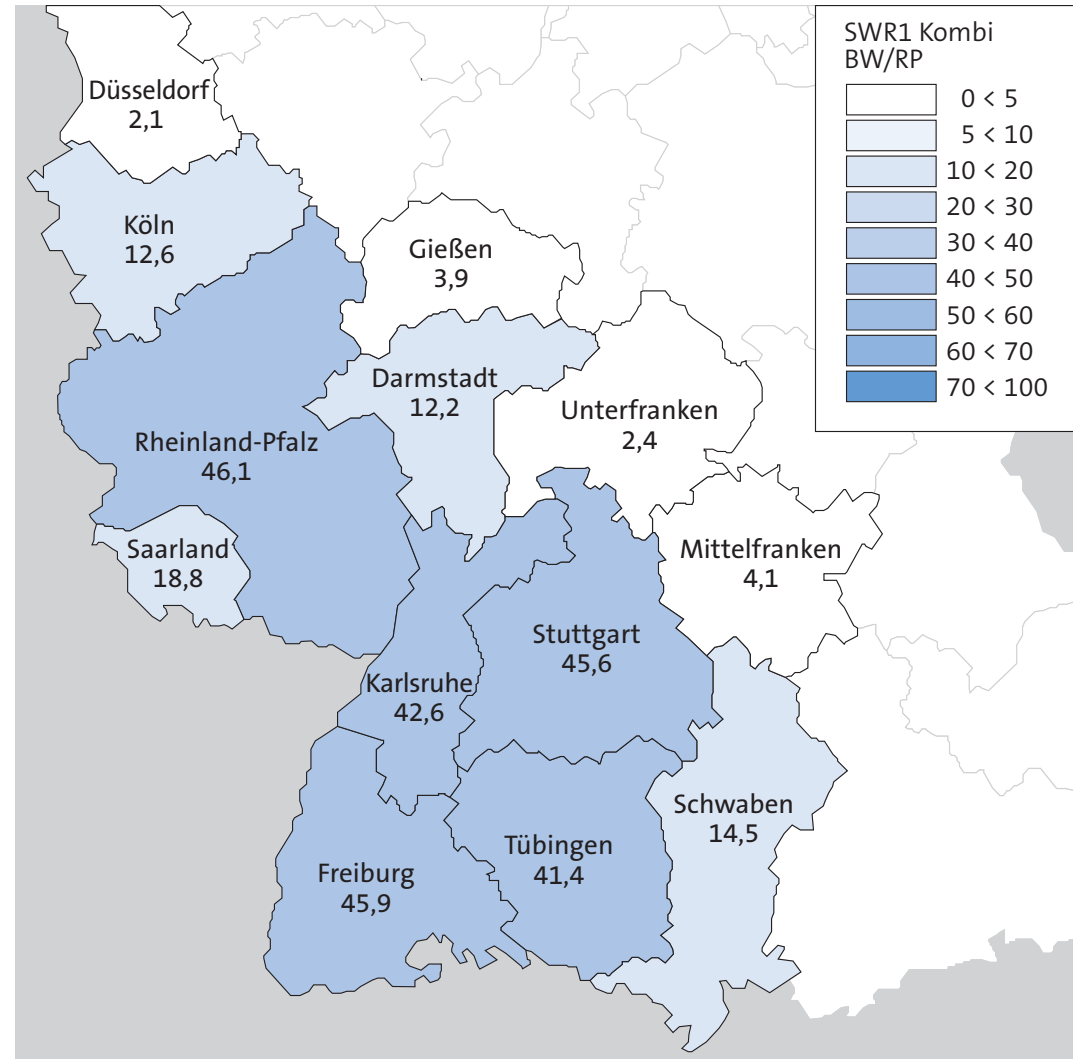 SWR1 Kombi
BW/RP
0 < 5
5 < 10
10 < 20
20 < 30
30 < 40
40 < 50
50 < 60
60 < 70
70 < 100
Düsseldorf
2,1
Köln
12,6
Gießen
3,9
Darmstadt
12,2
Unterfranken
2,4
Rheinland-Pfalz
46,1
Saarland
18,8
Mittelfranken
4,1
Stuttgart
45,6
Karlsruhe
42,6
Schwaben
14,5
Tübingen
41,4
Freiburg
45,9